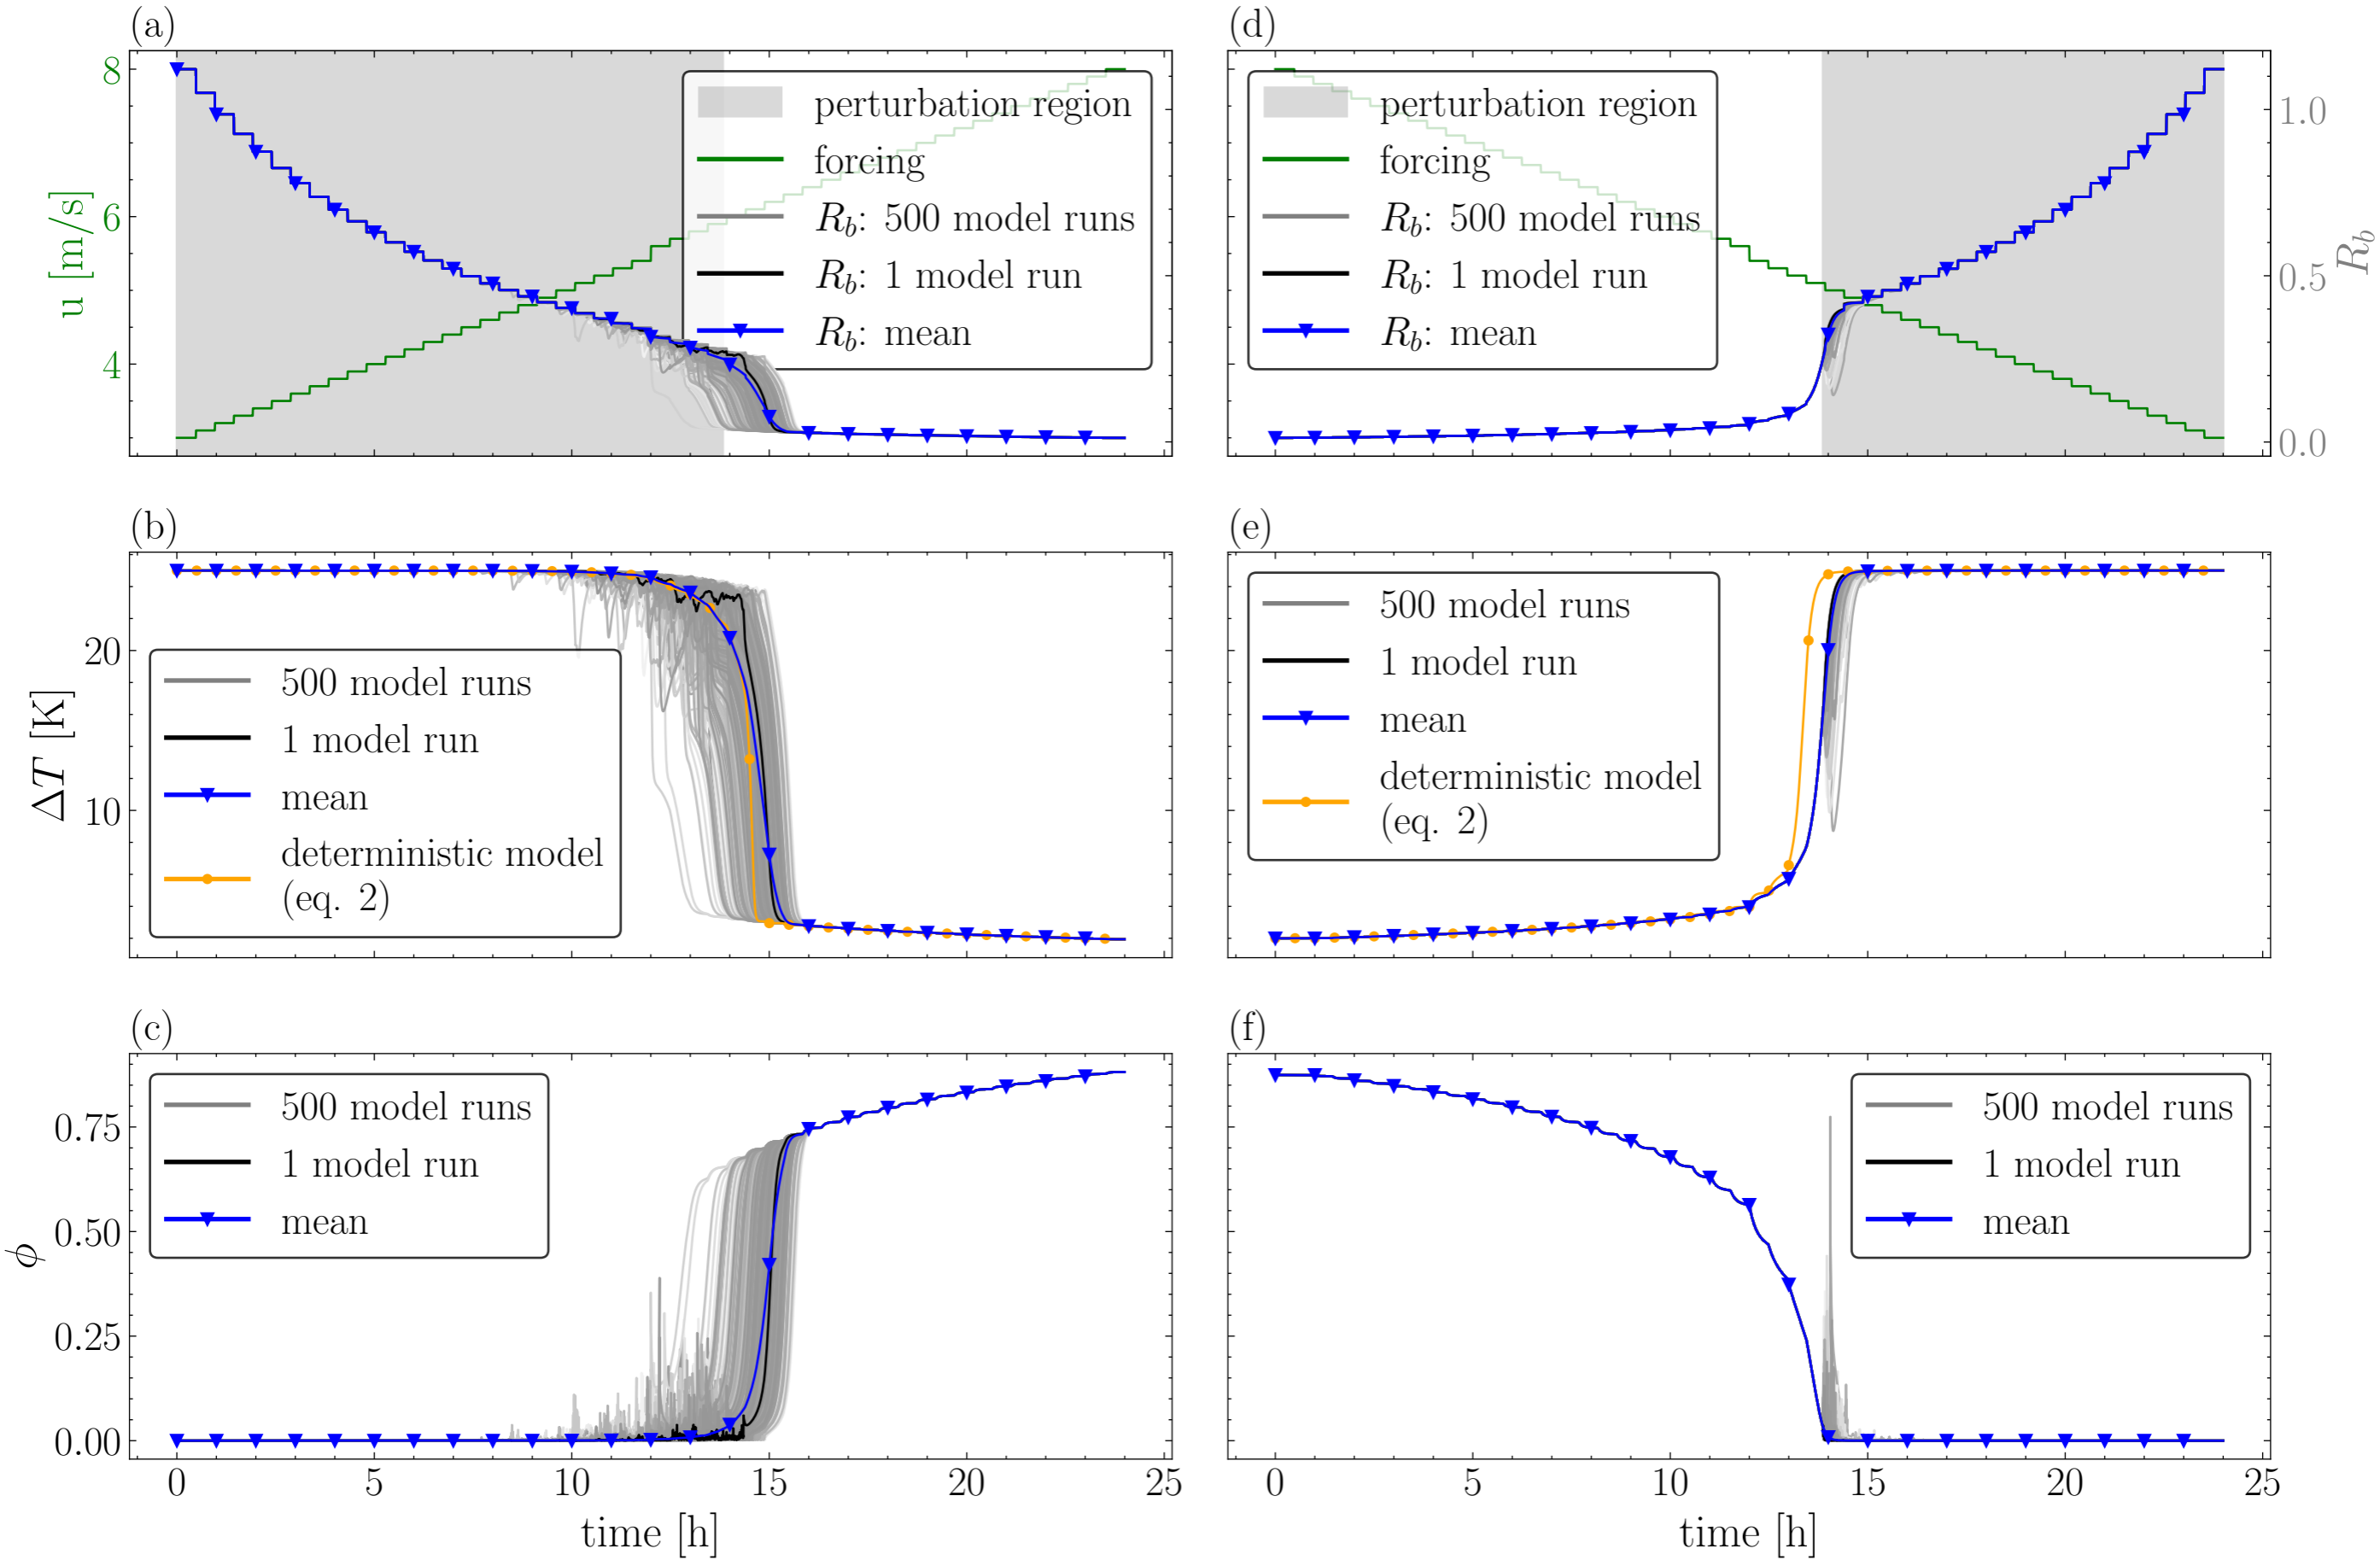 (a)
8
6
4
u [m/s]
perturbation region
forcing
R_b: 500 model runs
R_b: 1 model run
R_b: mean
(d)
perturbation region
forcing
R_b: 500 model runs
R_b: 1 model run
R_b: mean
1.0
0.5
0.0
R_b
(b)
20
10
ΔT [K]
500 model runs
1 model run
mean
deterministic model
(eq. 2)
(e)
500 model runs
1 model run
mean
deterministic model
(eq. 2)
(c)
0.75
0.50
0.25
0.00
ϕ
500 model runs
1 model run
mean
0 5 10 15 20 25
time [h]
(f)
500 model runs
1 model run
mean
0 5 10 15 20 25
time [h]